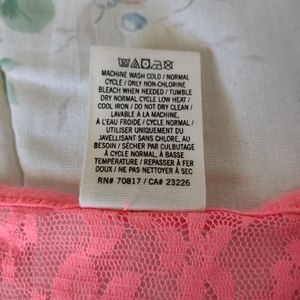 MACHINE WASH COLD / NORMAL
CYCLE / ONLY NON-CHLORINE
BLEACH WHEN NEEDED / TUMBLE
DRY NORMAL CYCLE LOW HEAT /
COOL IRON / DO NOT DRY CLEAN /
LAVABLE À LA MACHINE,
À L'EAU FROIDE / CYCLE NORMAL /
UTILISER UNIQUEMENT DU
JAVELLISANT SANS CHLORE, AU
BESOIN / SÉCHER PAR CULBUTAGE
À CYCLE NORMAL, À BASSE
TEMPÉRATURE / REPASSER À FER
DOUX / NE PAS NETTOYER À SEC
RN# 70817 / CA# 23226